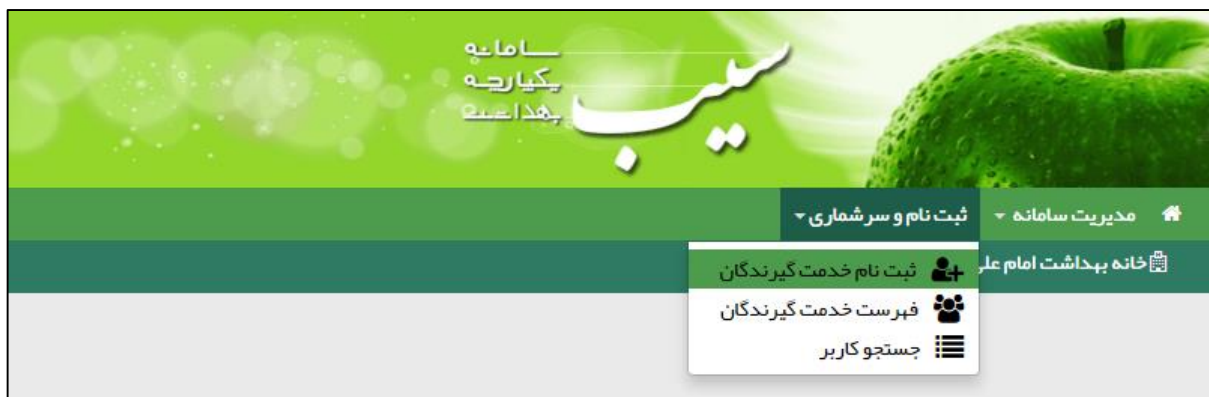 سامانه
یکپارچه
بهداشت
سیب
مدیریت سامانه
ثبت نام و سرشماری
خانه بهداشت امام علی
ثبت نام خدمت گیرندگان
فهرست خدمت گیرندگان
جستجو کاربر